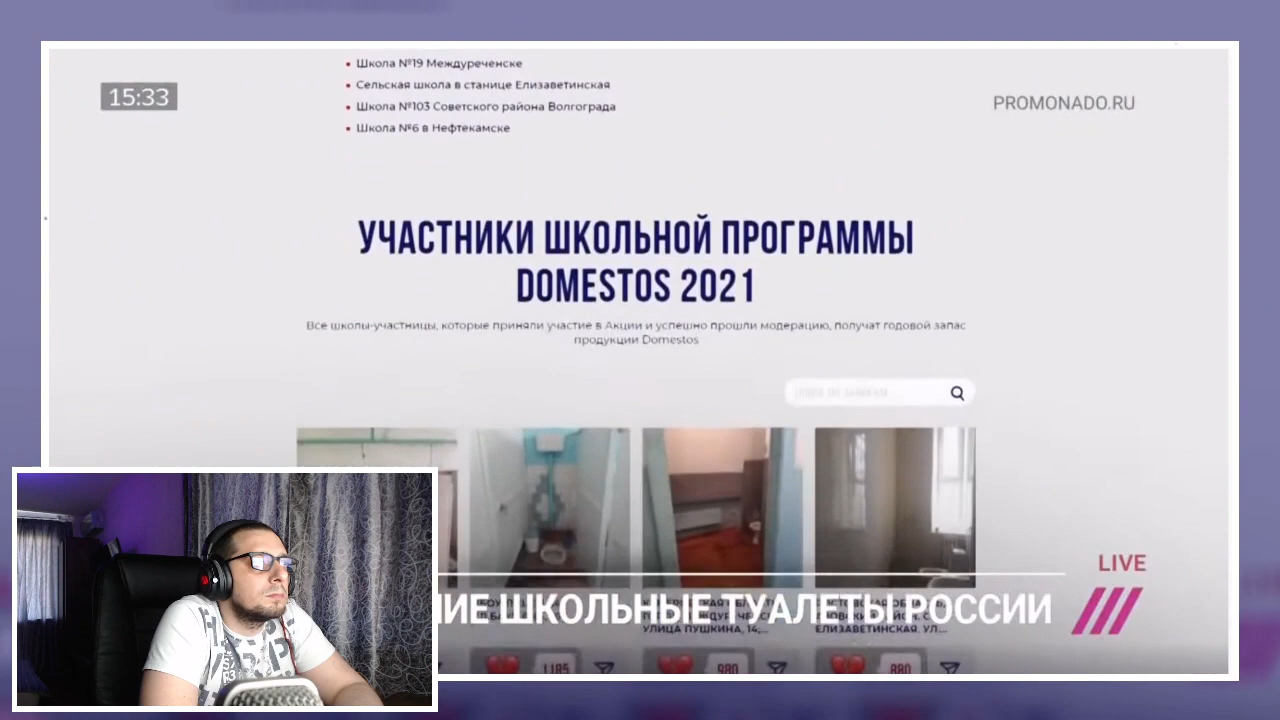 Школа №19 Междуреченске
Сельская школа в станице Елизаветинская
Школа №103 Советского района Волгограда
Школа №6 в Нефтекамске
15:33
PROMONADO.RU
УЧАСТНИКИ ШКОЛЬНОЙ ПРОГРАММЫ
DOMESTOS 2021
Все школы-участницы, которые приняли участие в Акции и успешно прошли модерацию, получат годовой запас
продукции Domestos
LIVE
НИЕ ШКОЛЬНЫЕ ТУАЛЕТЫ РОССИИ
УЛИЦА ПУШКИНА, 14,...
ЕЛИЗАВЕТИНСКАЯ, УЛ....
1185
980
880